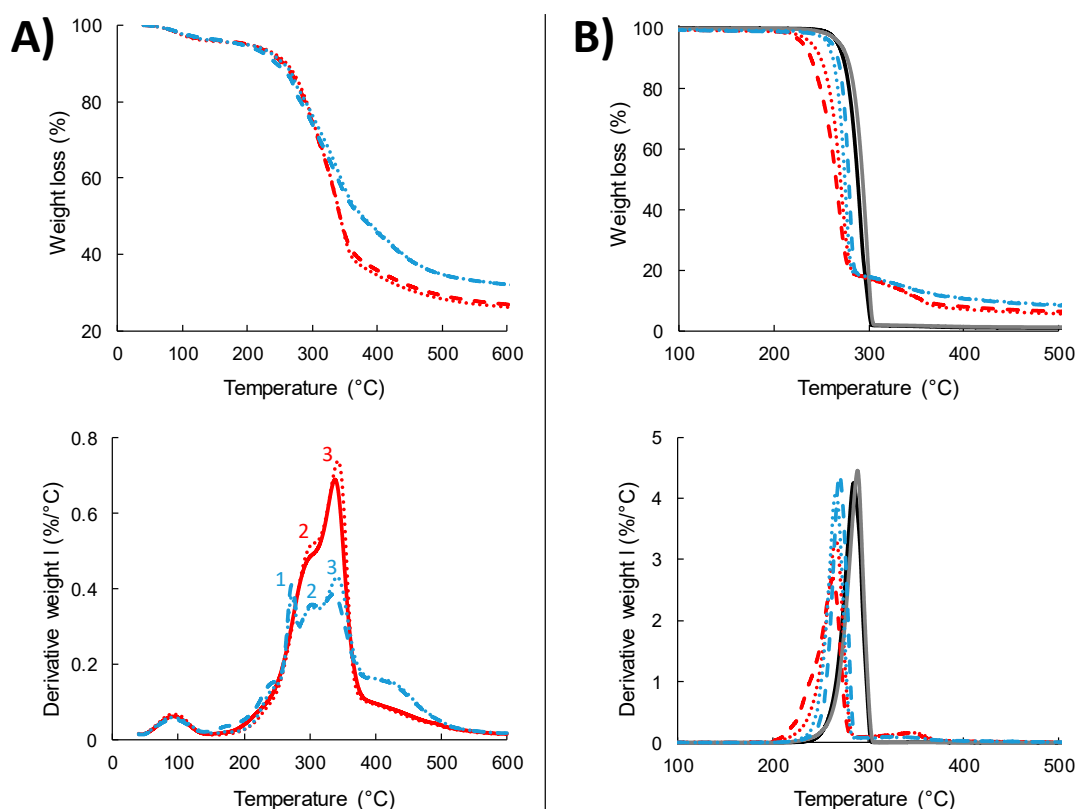 A)
100
80
60
40
20
Weight loss (%)
0 100 200 300 400 500 600
Temperature (°C)
0.8
0.6
0.4
0.2
0
Derivative weight I (%/°C)
3
2
1
2
3
0 100 200 300 400 500 600
Temperature (°C)
B)
100
80
60
40
20
0
Weight loss (%)
100 200 300 400 500
Temperature (°C)
5
4
3
2
1
0
Derivative weight I (%/°C)
100 200 300 400 500
Temperature (°C)